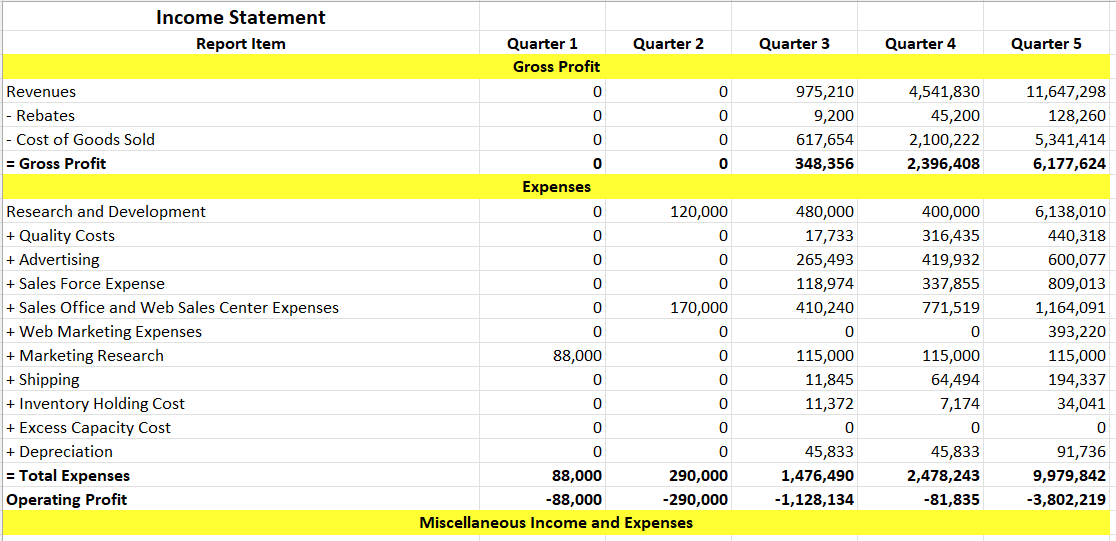 Income Statement
Report Item Quarter 1 Quarter 2 Quarter 3 Quarter 4 Quarter 5
Gross Profit
Revenues 0 0 975,210 4,541,830 11,647,298
- Rebates 0 0 9,200 45,200 128,260
- Cost of Goods Sold 0 0 617,654 2,100,222 5,341,414
= Gross Profit 0 0 348,356 2,396,408 6,177,624
Expenses
Research and Development 0 120,000 480,000 400,000 6,138,010
+ Quality Costs 0 0 17,733 316,435 440,318
+ Advertising 0 0 265,493 419,932 600,077
+ Sales Force Expense 0 0 118,974 337,855 809,013
+ Sales Office and Web Sales Center Expenses 0 170,000 410,240 771,519 1,164,091
+ Web Marketing Expenses 0 0 0 0 393,220
+ Marketing Research 88,000 0 115,000 115,000 115,000
+ Shipping 0 0 11,845 64,494 194,337
+ Inventory Holding Cost 0 0 11,372 7,174 34,041
+ Excess Capacity Cost 0 0 0 0 0
+ Depreciation 0 0 45,833 45,833 91,736
= Total Expenses 88,000 290,000 1,476,490 2,478,243 9,979,842
Operating Profit -88,000 -290,000 -1,128,134 -81,835 -3,802,219
Miscellaneous Income and Expenses